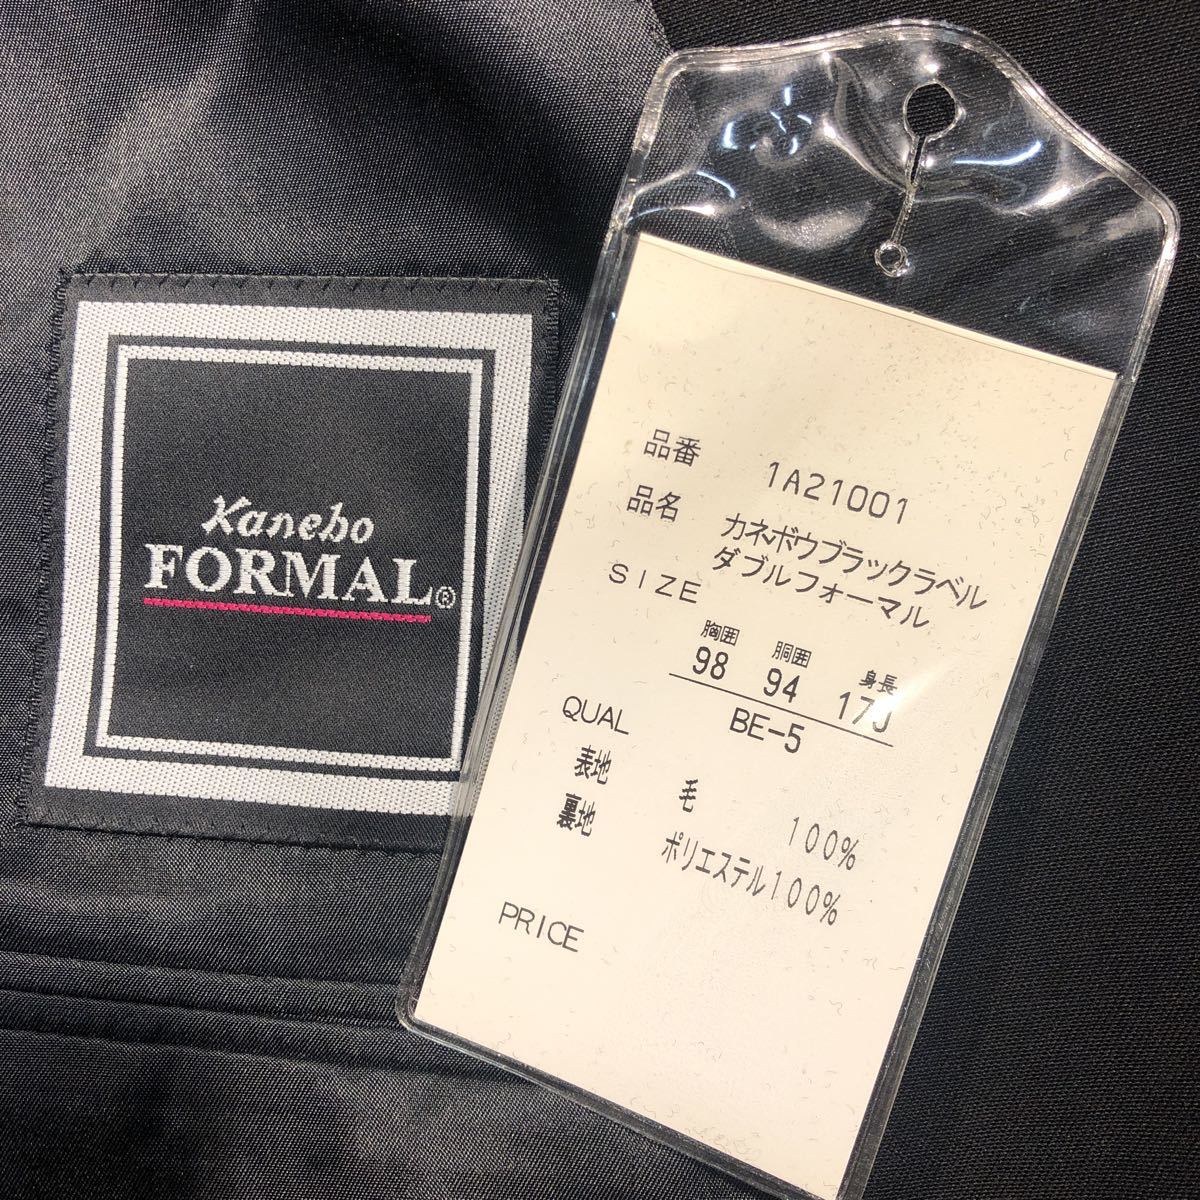 Kanebo
FORMAL®
品番 1A21001
品名 カネボウブラックラベル
ダブルフォーマル
SIZE
胸囲 胴囲 身長
98 94
BE-5
QUAL
表地 毛 100%
裏地 ポリエステル100%
PRICE